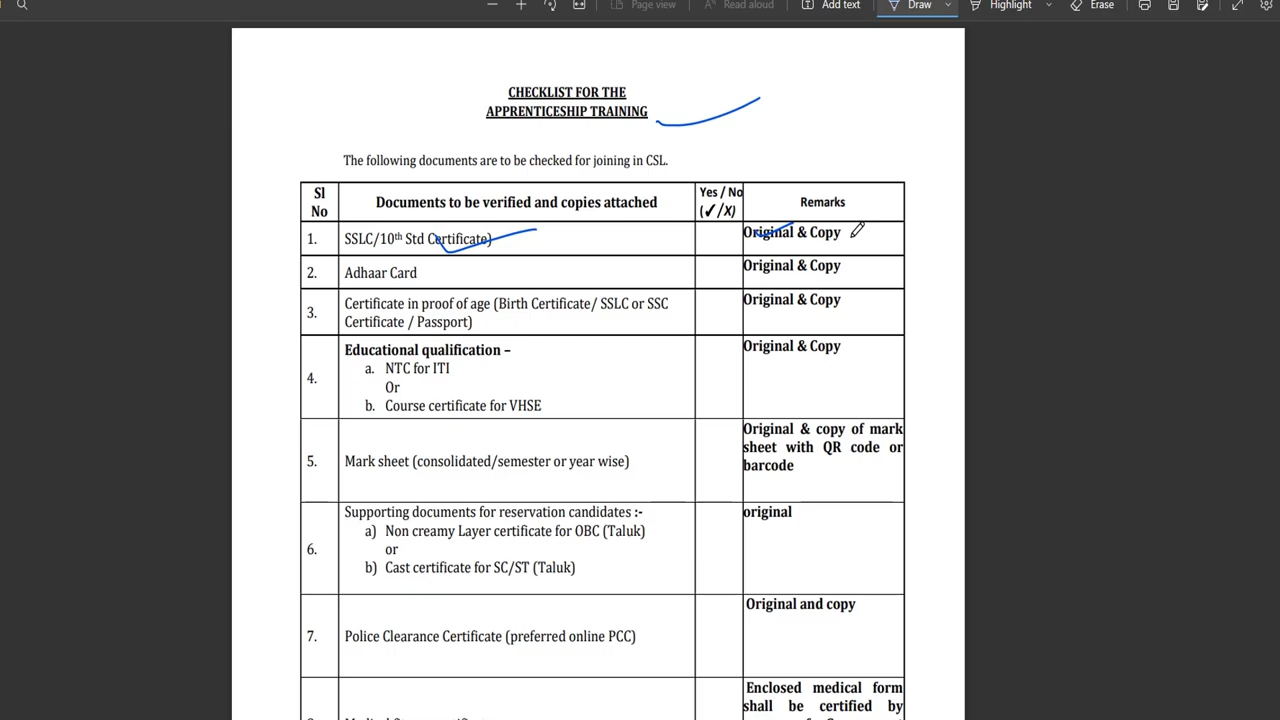 Page view
Read aloud
Add text
Draw
Highlight
Erase
CHECKLIST FOR THE
APPRENTICESHIP TRAINING
The following documents are to be checked for joining in CSL.
Sl
No
Documents to be verified and copies attached
Yes / No
(✓/X)
Remarks
1.
SSLC/10th Std Certificate)
Original & Copy
2.
Adhaar Card
Original & Copy
3.
Certificate in proof of age (Birth Certificate/ SSLC or SSC
Certificate / Passport)
Original & Copy
4.
Educational qualification –
a. NTC for ITI
Or
b. Course certificate for VHSE
Original & Copy
5.
Mark sheet (consolidated/semester or year wise)
Original & copy of mark
sheet with QR code or
barcode
6.
Supporting documents for reservation candidates :-
a) Non creamy Layer certificate for OBC (Taluk)
or
b) Cast certificate for SC/ST (Taluk)
original
7.
Police Clearance Certificate (preferred online PCC)
Original and copy
Enclosed medical form
shall be certified by